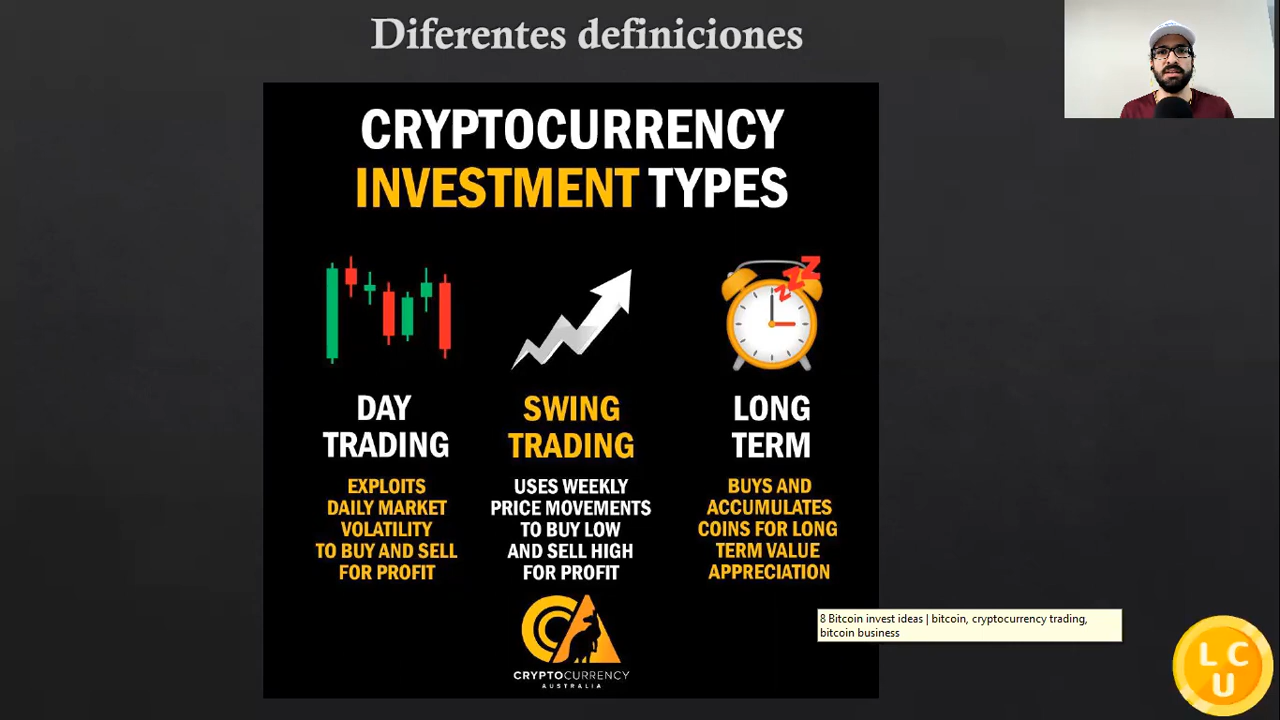 Diferentes definiciones
CRYPTOCURRENCY
INVESTMENT TYPES
ZZZ
DAY
TRADING
EXPLOITS
DAILY MARKET
VOLATILITY
TO BUY AND SELL
FOR PROFIT
SWING
TRADING
USES WEEKLY
PRICE MOVEMENTS
TO BUY LOW
AND SELL HIGH
FOR PROFIT
LONG
TERM
BUYS AND
ACCUMULATES
COINS FOR LONG
TERM VALUE
APPRECIATION
CRYPTOCURRENCY
AUSTRALIA
8 Bitcoin invest ideas | bitcoin, cryptocurrency trading,
bitcoin business
L C
U